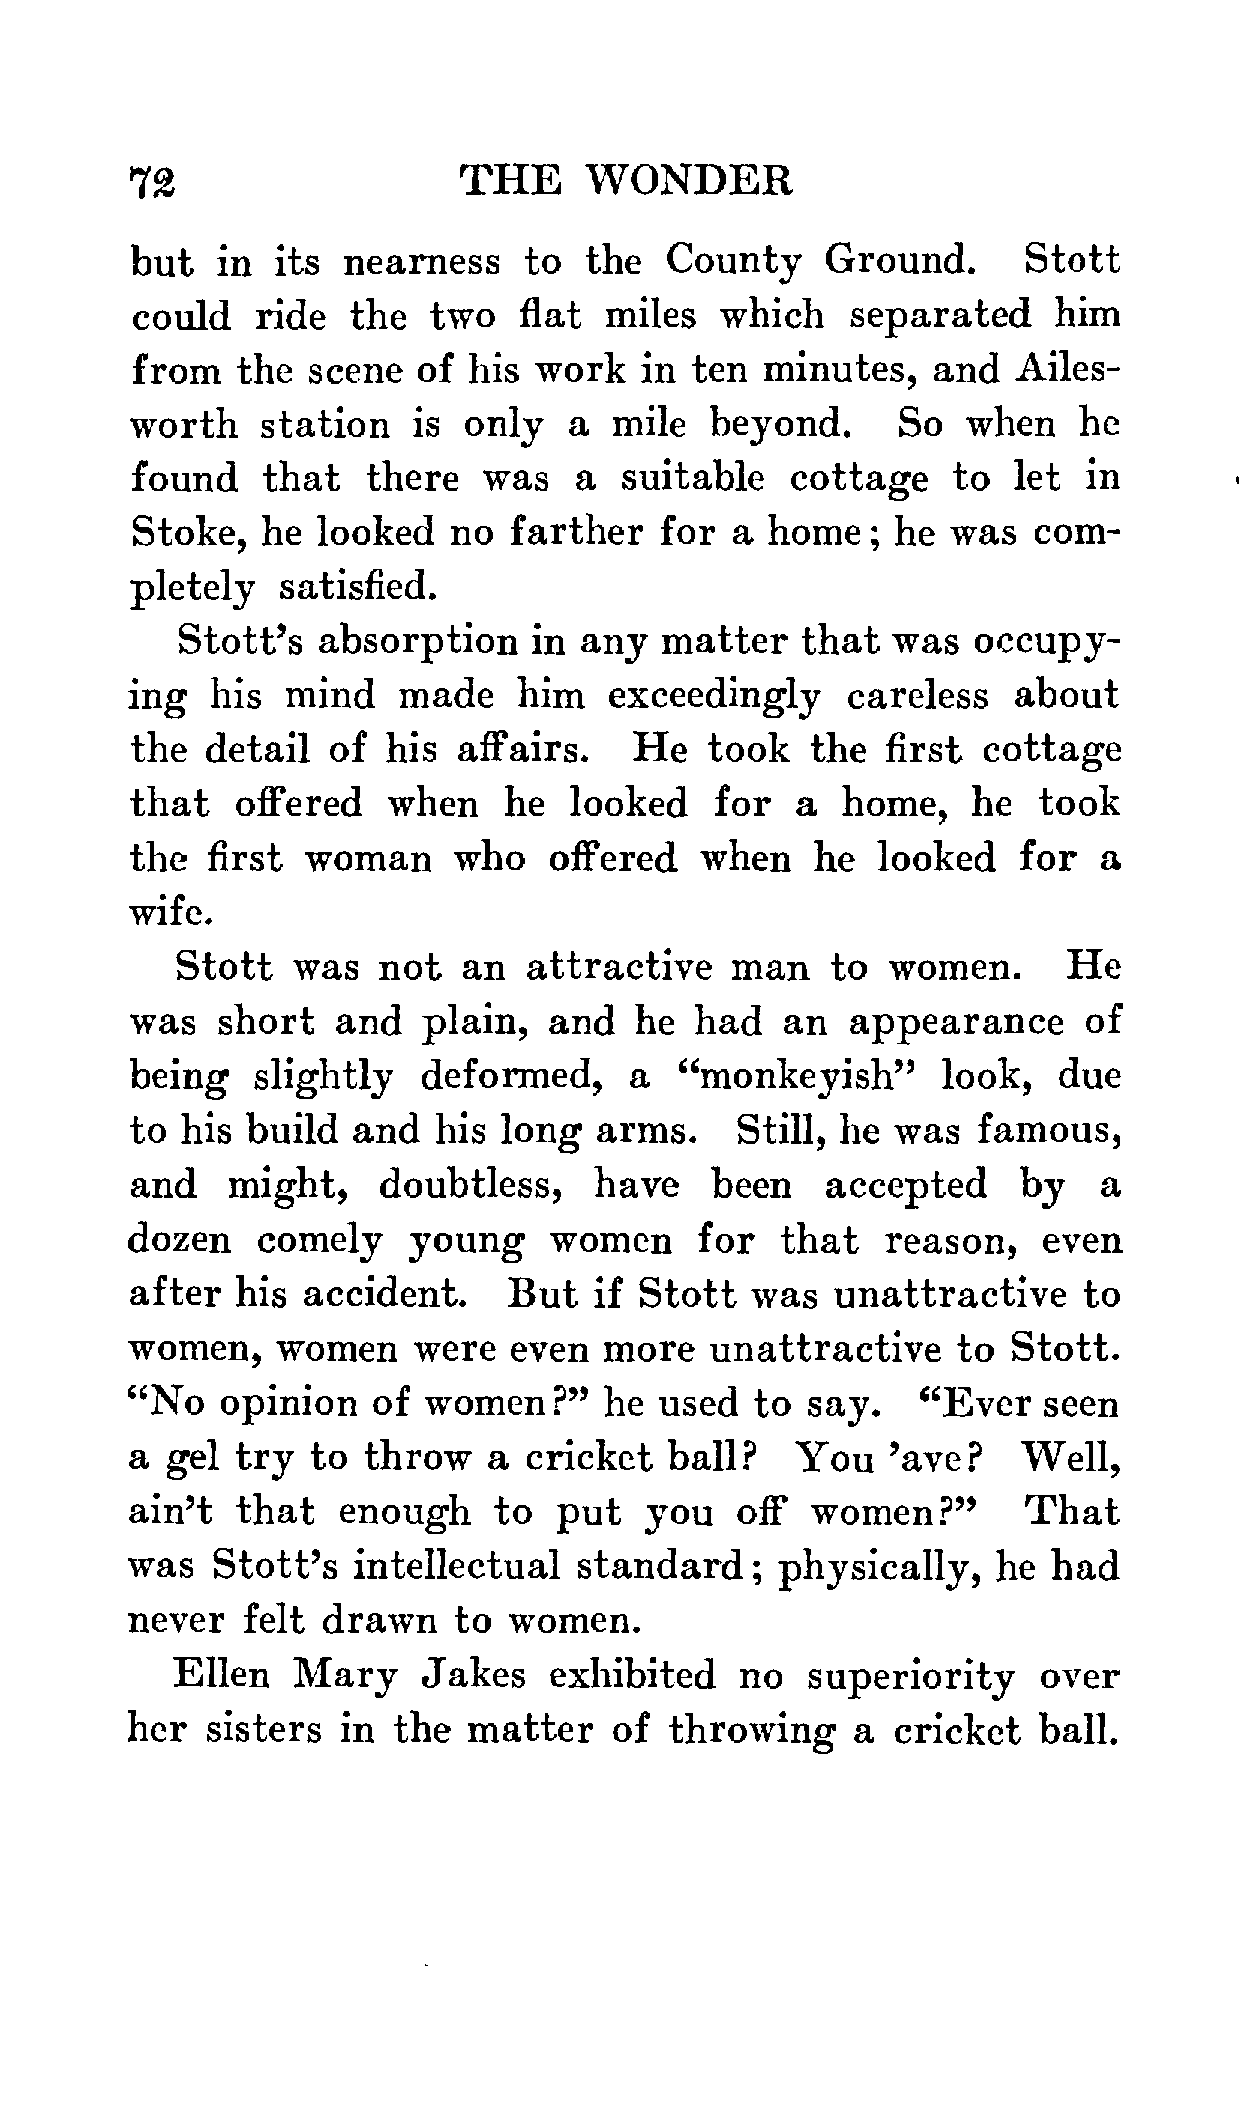 72 THE WONDER
but in its nearness to the County Ground. Stott
could ride the two flat miles which separated him
from the scene of his work in ten minutes, and Ailes-
worth station is only a mile beyond. So when he
found that there was a suitable cottage to let in
Stoke, he looked no farther for a home; he was com-
pletely satisfied.
Stott's absorption in any matter that was occupy-
ing his mind made him exceedingly careless about
the detail of his affairs. He took the first cottage
that offered when he looked for a home, he took
the first woman who offered when he looked for a
wife.
Stott was not an attractive man to women. He
was short and plain, and he had an appearance of
being slightly deformed, a “monkeyish” look, due
to his build and his long arms. Still, he was famous,
and might, doubtless, have been accepted by a
dozen comely young women for that reason, even
after his accident. But if Stott was unattractive to
women, women were even more unattractive to Stott.
“No opinion of women?” he used to say. “Ever seen
a gel try to throw a cricket ball? You ’ave? Well,
ain't that enough to put you off women?” That
was Stott's intellectual standard; physically, he had
never felt drawn to women.
Ellen Mary Jakes exhibited no superiority over
her sisters in the matter of throwing a cricket ball.